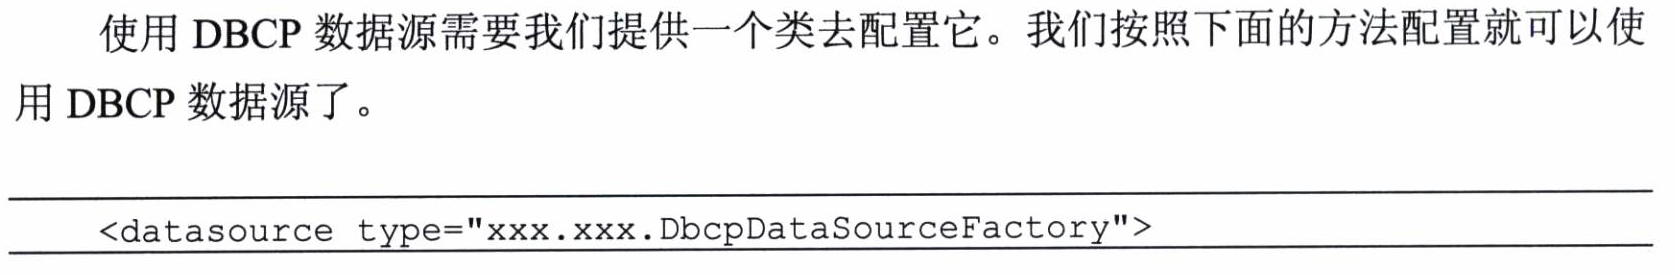 使用 DBCP 数据源需要我们提供一个类去配置它。我们按照下面的方法配置就可以使
用 DBCP 数据源了。
<datasource type="xxx.xxx.DbcpDataSourceFactory">